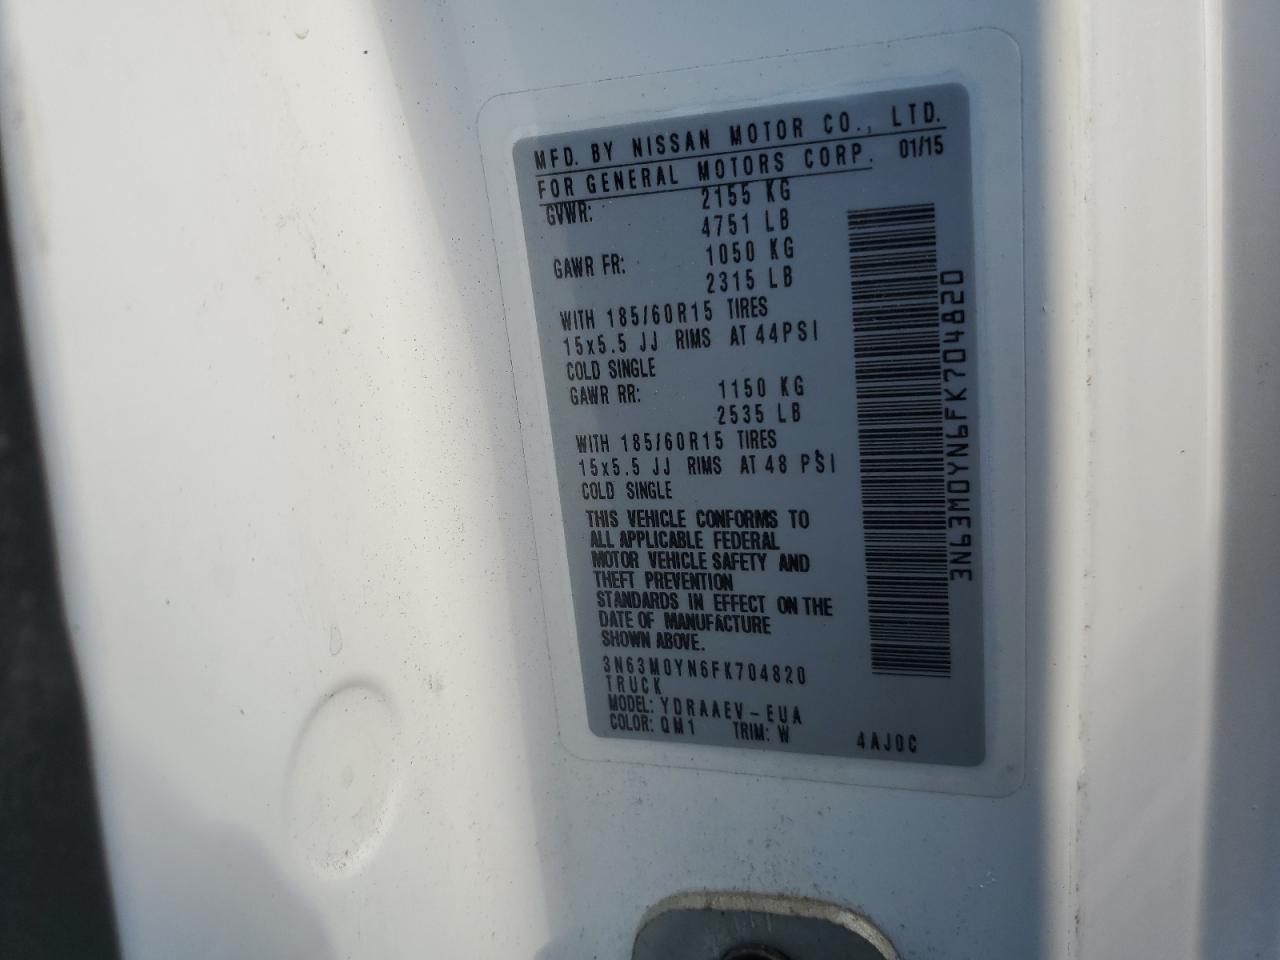 MFD. BY NISSAN MOTOR CO., LTD.
FOR GENERAL MOTORS CORP. 01/15
GVWR: 2155 KG
4751 LB
GAWR FR: 1050 KG
2315 LB
WITH 185/60R15 TIRES
15x5.5 JJ RIMS AT 44PSI
COLD SINGLE
GAWR RR: 1150 KG
2535 LB
WITH 185/60R15 TIRES
15x5.5 JJ RIMS AT 48 PSI
COLD SINGLE
THIS VEHICLE CONFORMS TO
ALL APPLICABLE FEDERAL
MOTOR VEHICLE SAFETY AND
THEFT PREVENTION
STANDARDS IN EFFECT ON THE
DATE OF MANUFACTURE
SHOWN ABOVE.
3N63M0YN6FK704820
TRUCK
MODEL: YDRAAEV-EUA
COLOR: QM1 TRIM: W 4AJ0C
3N63M0YN6FK704820